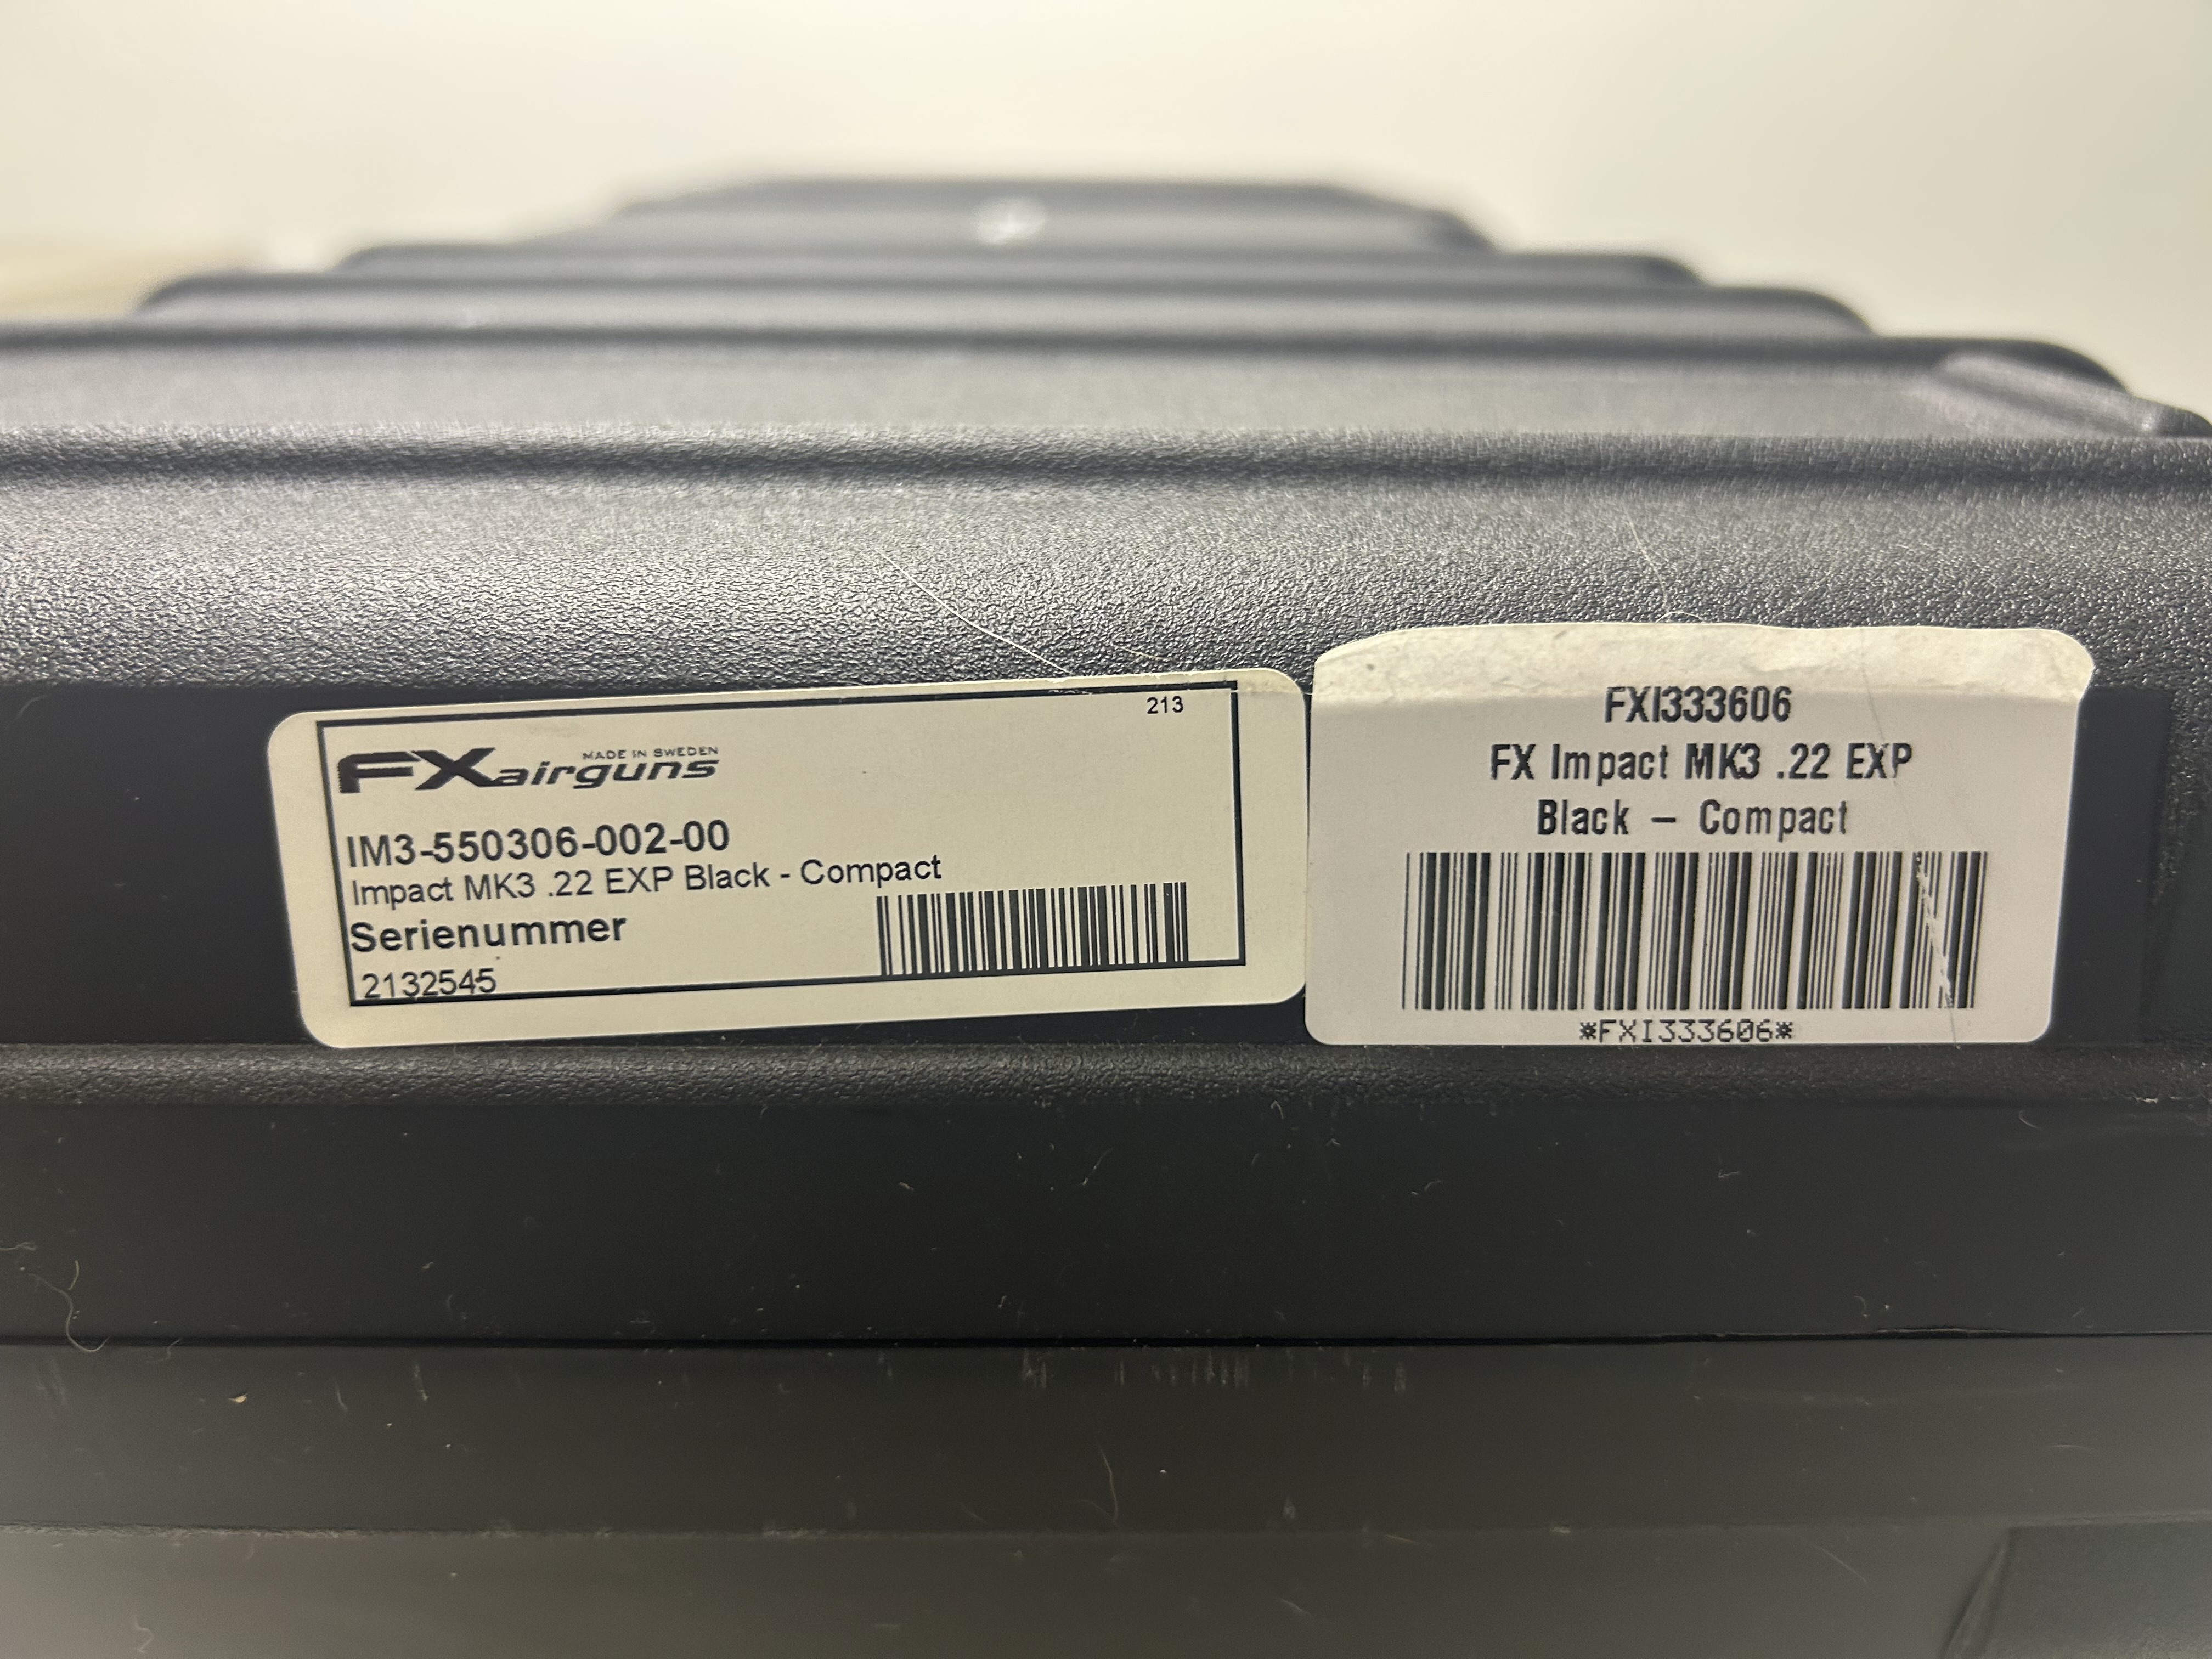 213
FXairguns
MADE IN SWEDEN
IM3-550306-002-00
Impact MK3 .22 EXP Black - Compact
Serienummer
2132545
FXI333606
FX Impact MK3 .22 EXP
Black – Compact
*FXI333606*